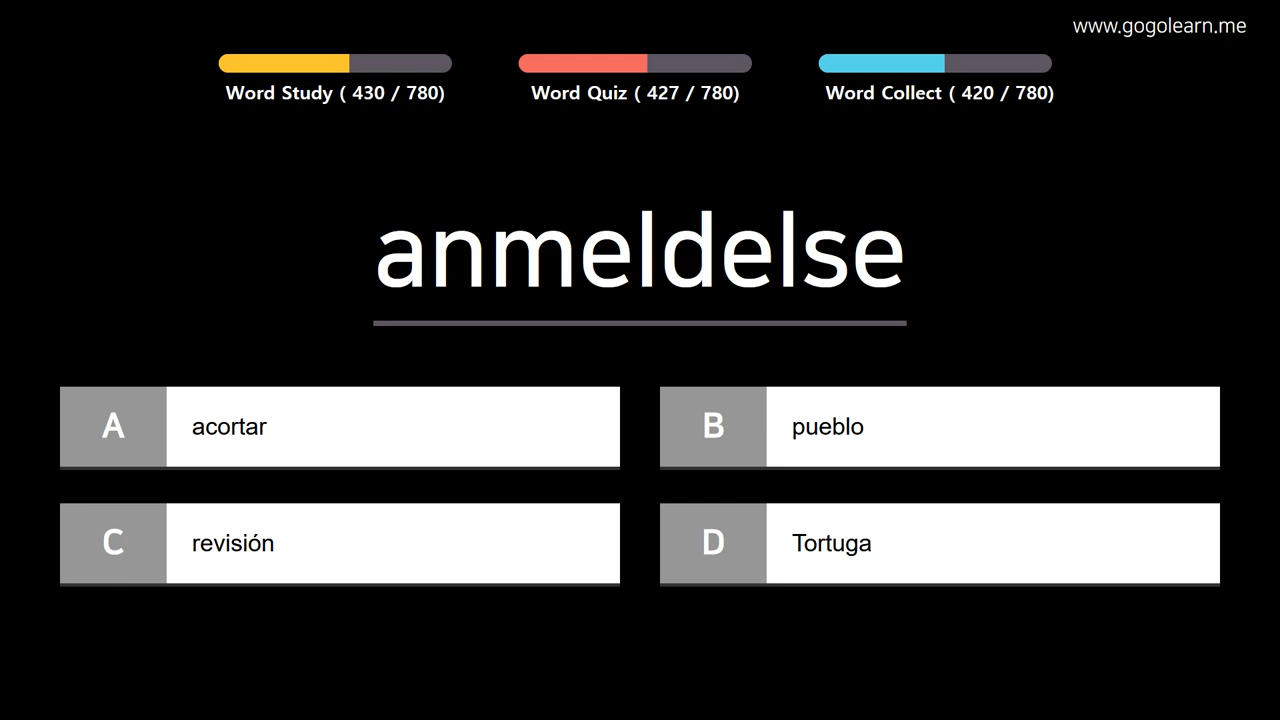 www.gogolearn.me
Word Study ( 430 / 780)
Word Quiz ( 427 / 780)
Word Collect ( 420 / 780)
anmeldelse
A acortar
B pueblo
C revisión
D Tortuga